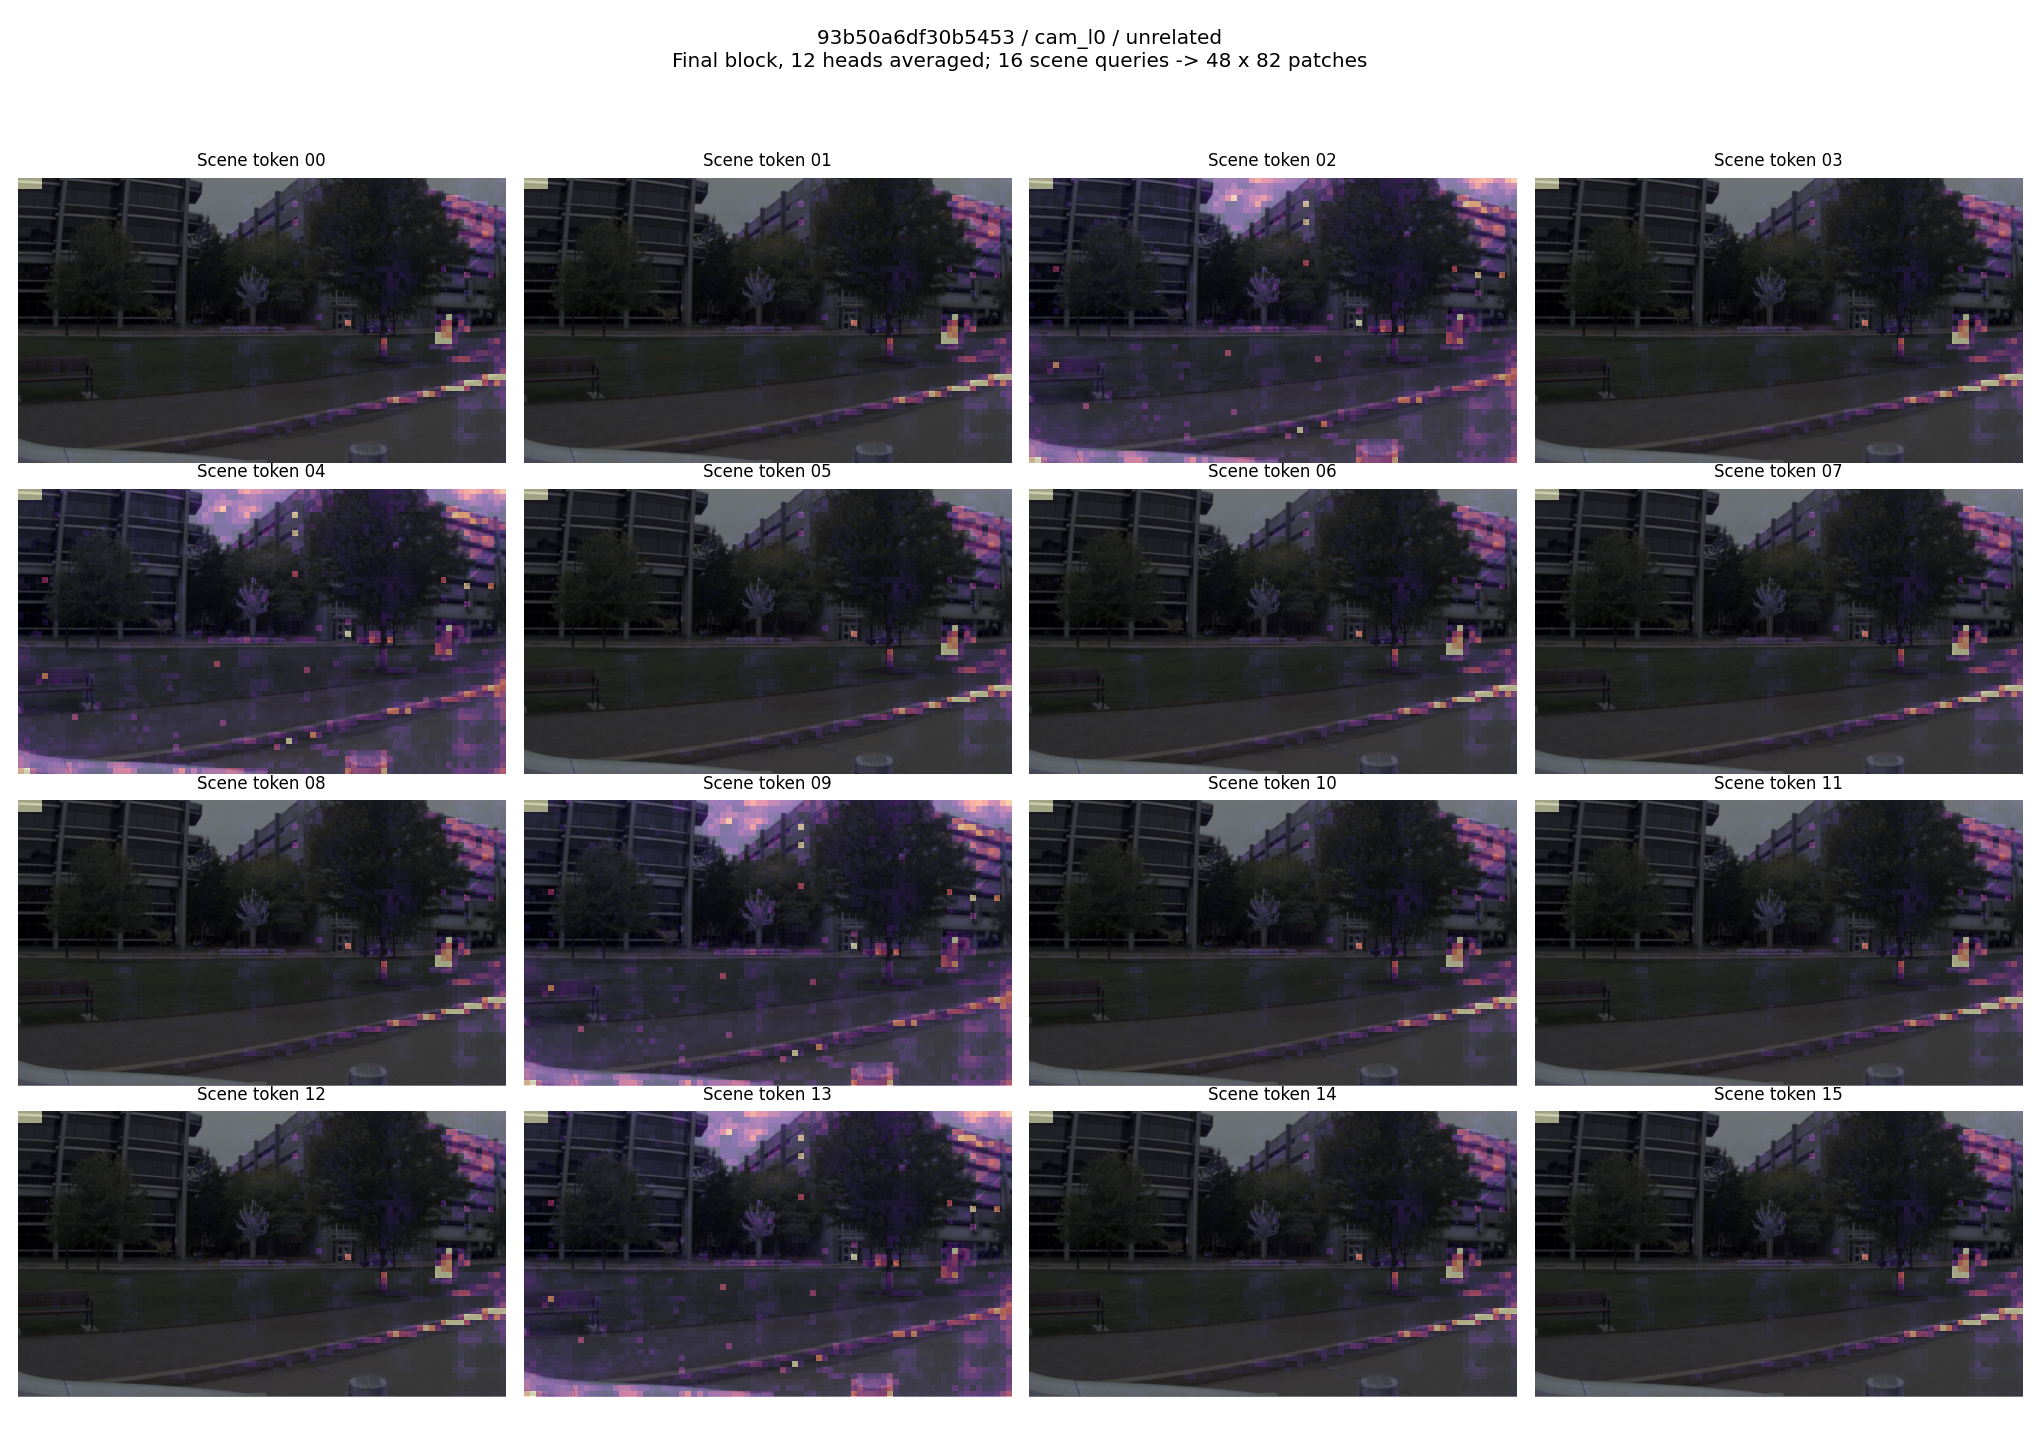 93b50a6df30b5453 / cam_l0 / unrelated
Final block, 12 heads averaged; 16 scene queries -> 48 x 82 patches
Scene token 00
Scene token 01
Scene token 02
Scene token 03
Scene token 04
Scene token 05
Scene token 06
Scene token 07
Scene token 08
Scene token 09
Scene token 10
Scene token 11
Scene token 12
Scene token 13
Scene token 14
Scene token 15